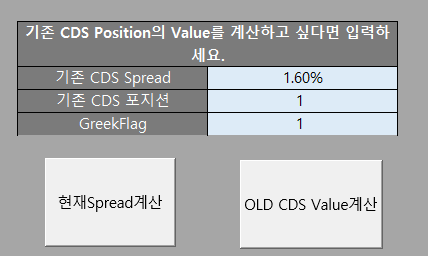 기존 CDS Position의 Value를 계산하고 싶다면 입력하
세요.
기존 CDS Spread 1.60%
기존 CDS 포지션 1
GreekFlag 1
현재Spread계산 OLD CDS Value계산